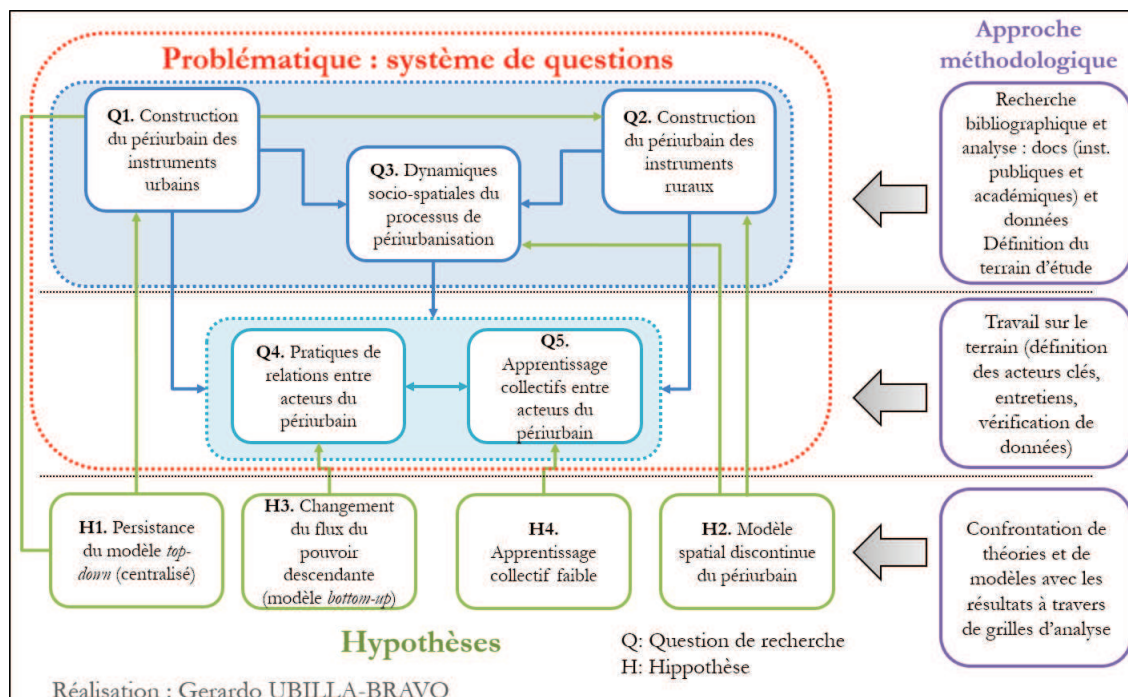 Problématique : système de questions
Approche
méthodologique
Q1. Construction
du périurbain des
instruments
urbains
Q2. Construction
du périurbain des
instruments
ruraux
Q3. Dynamiques
socio-spatiales du
processus de
périurbanisation
Recherche
bibliographique et
analyse : docs (inst.
publiques et
académiques) et
données
Définition du
terrain d'étude
Q4. Pratiques de
relations entre
acteurs du
périurbain
Q5.
Apprentissage
collectifs entre
acteurs du
périurbain
Travail sur le
terrain (définition
des acteurs clés,
entretiens,
vérification de
données)
H1. Persistance
du modèle top-
down (centralisé)
H3. Changement
du flux du
pouvoir
descendante
(modèle bottom-up)
H4.
Apprentissage
collectif faible
H2. Modèle
spatial discontinue
du périurbain
Confrontation de
théories et de
modèles avec les
résultats à travers
de grilles d'analyse
Hypothèses
Q: Question de recherche
H: Hippothèse
Réalisation : Gerardo UBILLA-BRAVO